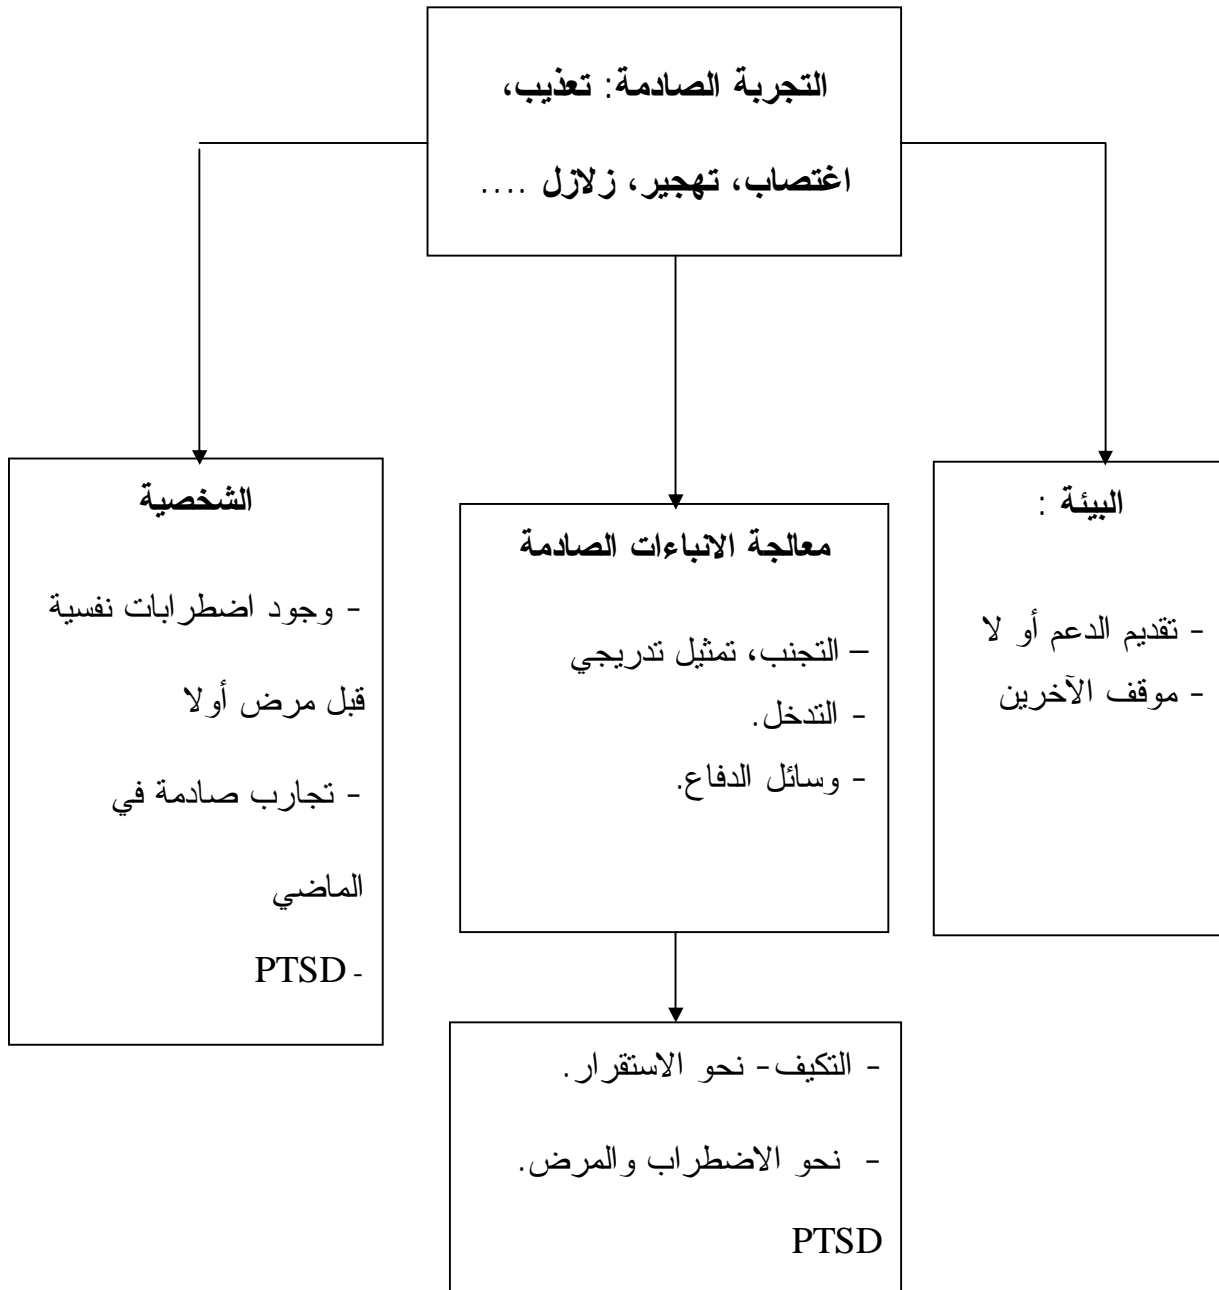 التجربة الصادمة: تعذيب،
اغتصاب، تهجير، زلازل ....
البيئة :
- تقديم الدعم أو لا
- موقف الآخرين
معالجة الانباءات الصادمة
– التجنب، تمثيل تدريجي
- التدخل.
- وسائل الدفاع.
الشخصية
- وجود اضطرابات نفسية
قبل مرض أولا
- تجارب صادمة في
الماضي
- PTSD
- التكيف- نحو الاستقرار.
- نحو الاضطراب والمرض.
PTSD